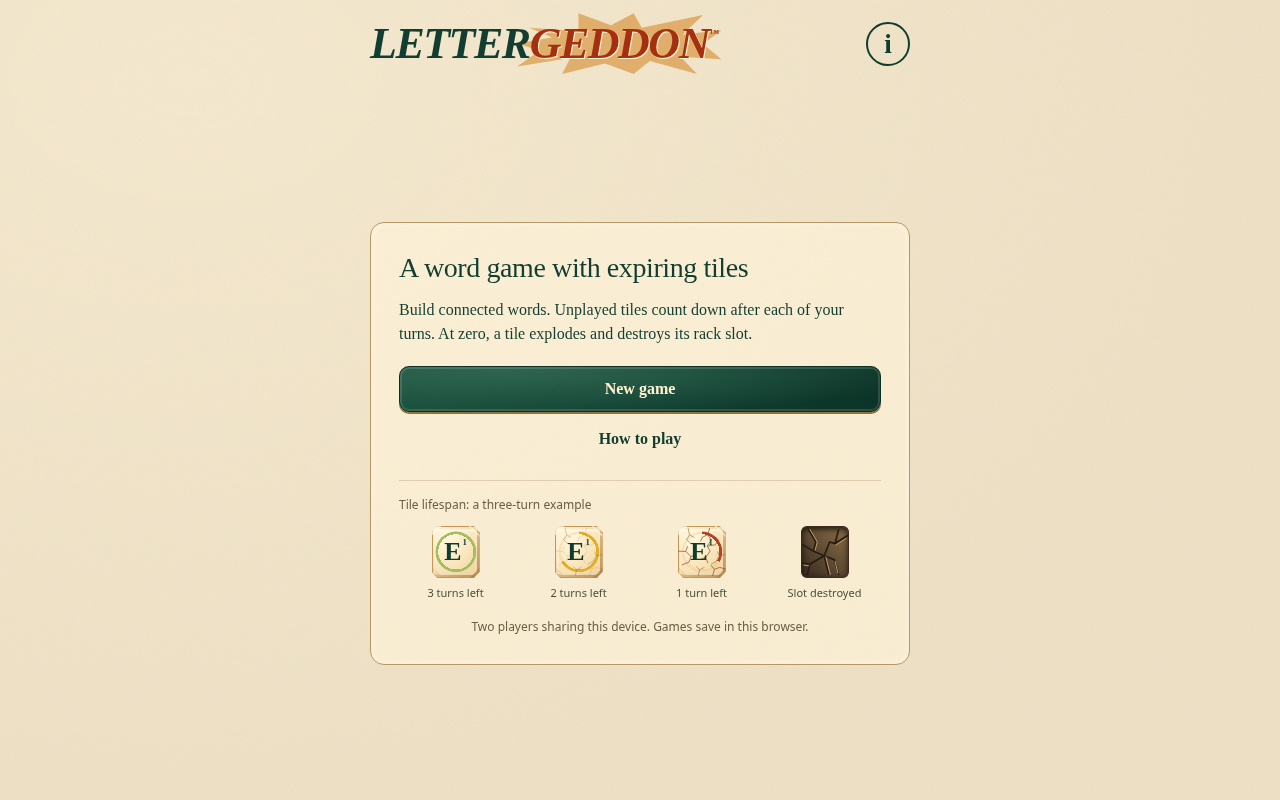 LETTERGEDDON™
i
A word game with expiring tiles
Build connected words. Unplayed tiles count down after each of your
turns. At zero, a tile explodes and destroys its rack slot.
New game
How to play
Tile lifespan: a three-turn example
E1 E1 E1
3 turns left 2 turns left 1 turn left Slot destroyed
Two players sharing this device. Games save in this browser.